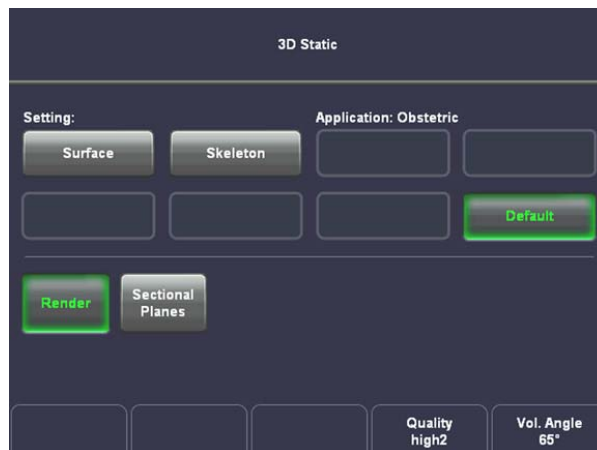 3D Static
Setting:
Application: Obstetric
Surface
Skeleton
Default
Render
Sectional
Planes
Quality
high2
Vol. Angle
65°